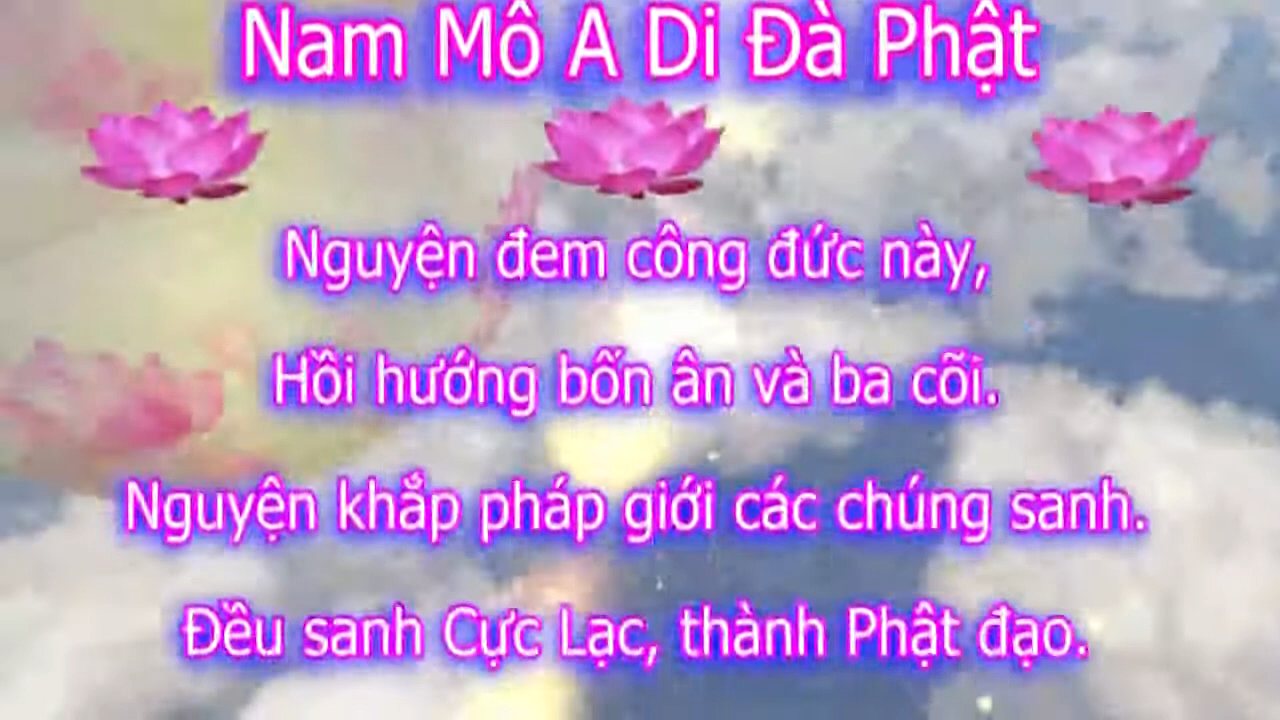 Nam Mô A Di Đà Phật
Nguyện đem công đức này,
Hồi hướng bốn ân và ba cõi.
Nguyện khắp pháp giới các chúng sanh.
Đều sanh Cực Lạc, thành Phật đạo.